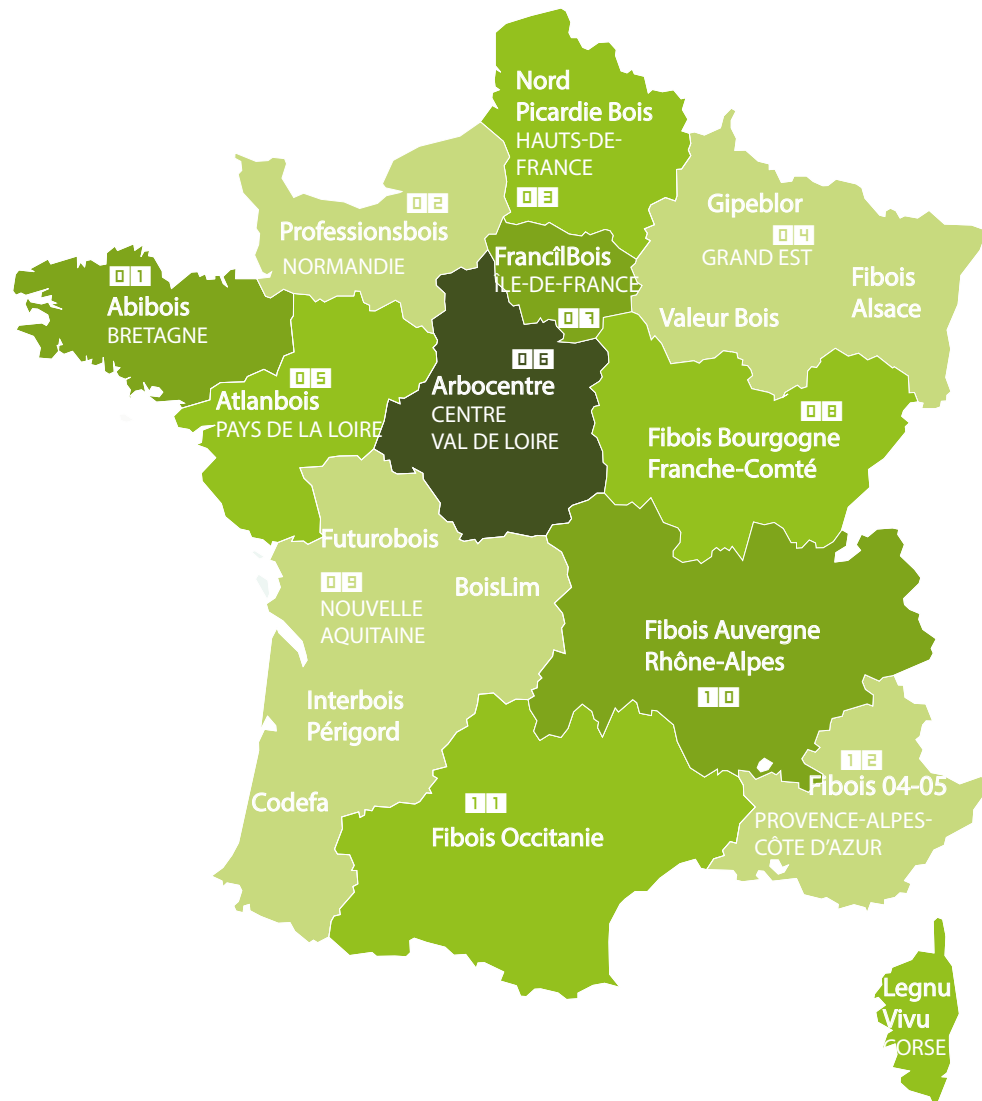 Nord
Picardie Bois
HAUTS-DE-
FRANCE
03
02
Professionsbois
NORMANDIE
Gipeblor
04
GRAND EST
Fibois
Alsace
Valeur Bois
FrancîlBois
ÎLE-DE-FRANCE
07
01
Abibois
BRETAGNE
05
Atlanbois
PAYS DE LA LOIRE
06
Arbocentre
CENTRE
VAL DE LOIRE
08
Fibois Bourgogne
Franche-Comté
Futurobois
09
NOUVELLE
AQUITAINE
BoisLim
Interbois
Périgord
Codefa
Fibois Auvergne
Rhône-Alpes
10
11
Fibois Occitanie
12
Fibois 04-05
PROVENCE-ALPES-
CÔTE D'AZUR
Legnu
Vivu
CORSE